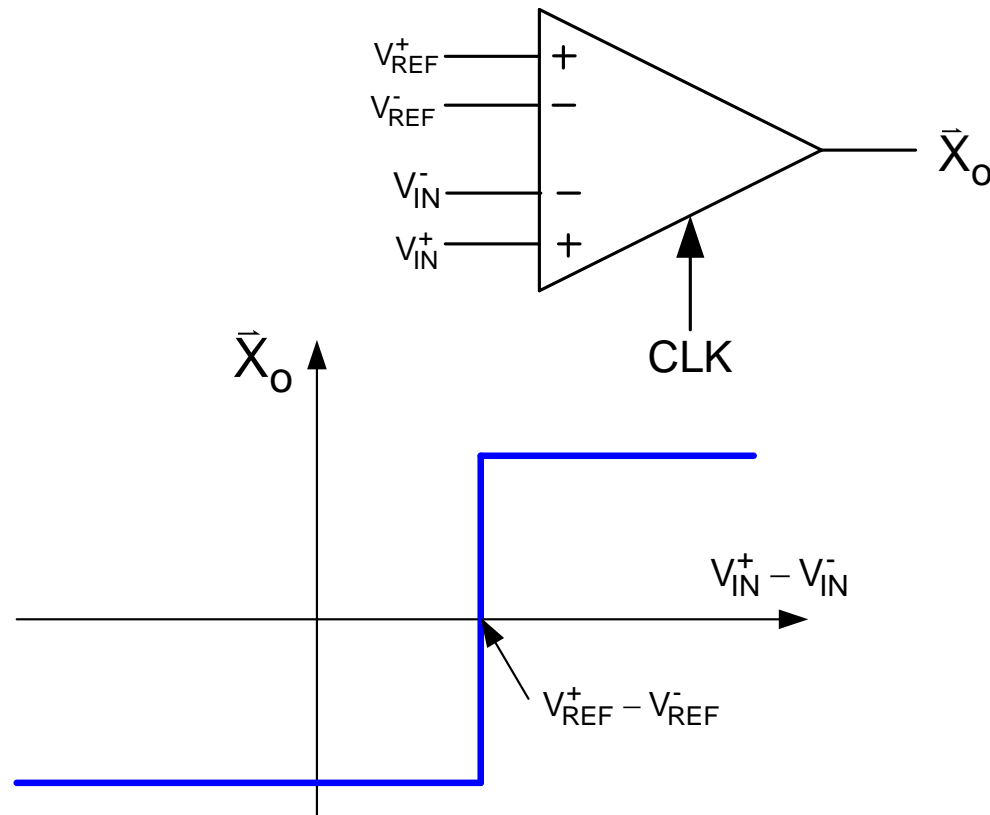 V⁺REF +
V⁻REF −
X⃗o
V⁻IN −
V⁺IN +
CLK
X⃗o
V⁺IN − V⁻IN
V⁺REF − V⁻REF